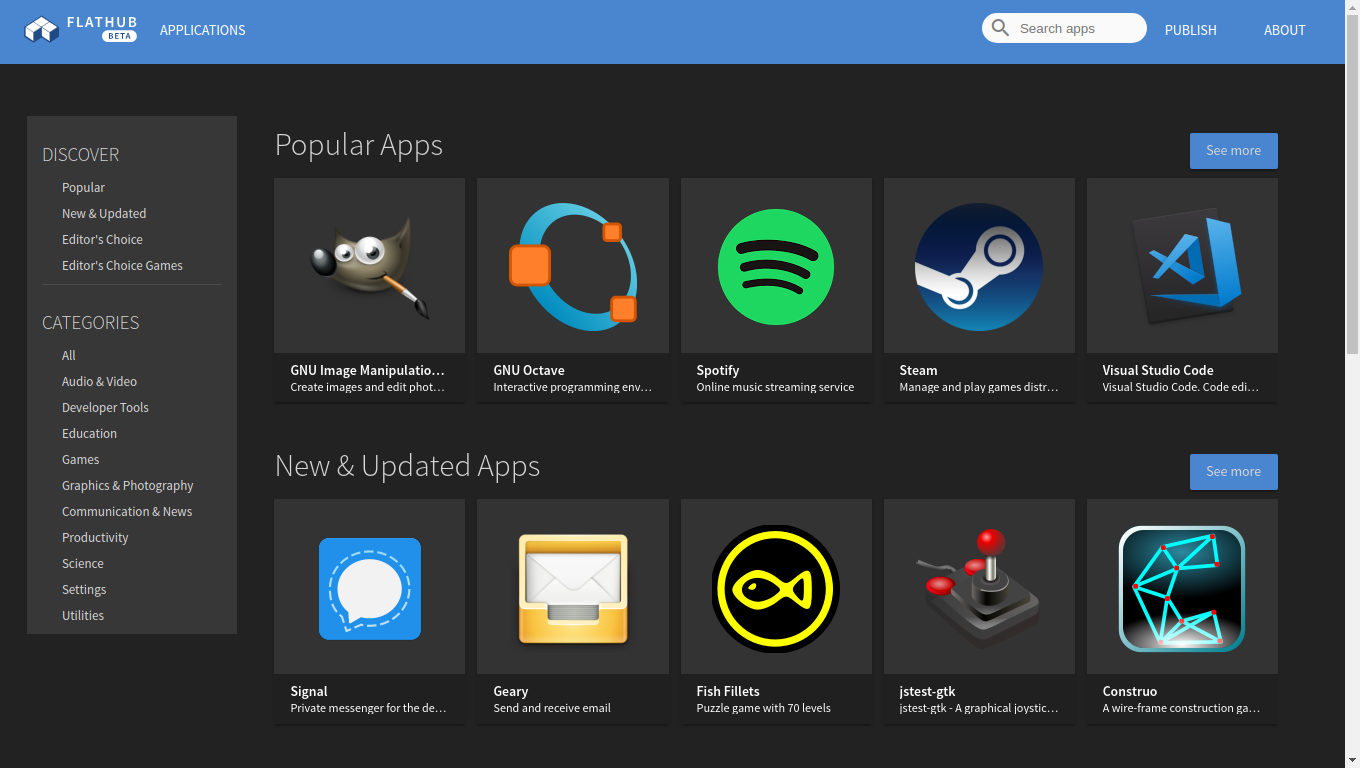 FLATHUB
BETA
APPLICATIONS
Search apps
PUBLISH
ABOUT
DISCOVER
Popular
New & Updated
Editor's Choice
Editor's Choice Games
CATEGORIES
All
Audio & Video
Developer Tools
Education
Games
Graphics & Photography
Communication & News
Productivity
Science
Settings
Utilities
Popular Apps
See more
GNU Image Manipulatio…
Create images and edit phot…
GNU Octave
Interactive programming env…
Spotify
Online music streaming service
Steam
Manage and play games distr…
Visual Studio Code
Visual Studio Code. Code edi…
New & Updated Apps
See more
Signal
Private messenger for the de…
Geary
Send and receive email
Fish Fillets
Puzzle game with 70 levels
jstest-gtk
jstest-gtk - A graphical joystic…
Construo
A wire-frame construction ga…